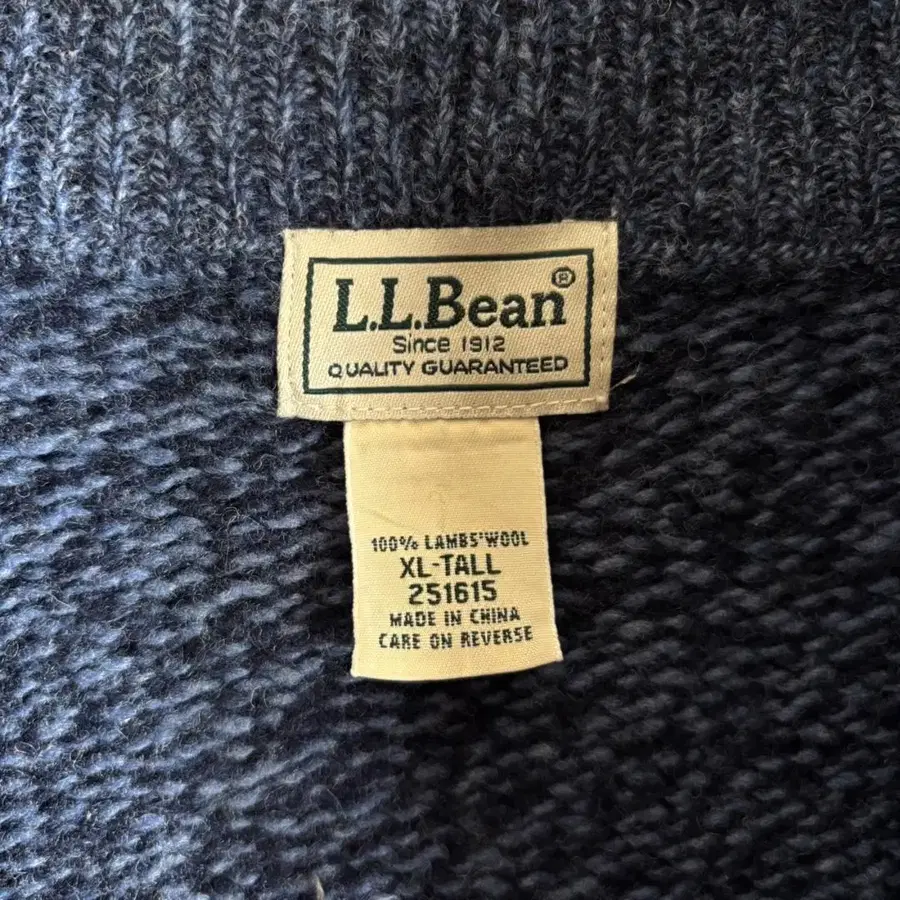 L.L.Bean®
Since 1912
QUALITY GUARANTEED
100% LAMBS'WOOL
XL-TALL
251615
MADE IN CHINA
CARE ON REVERSE